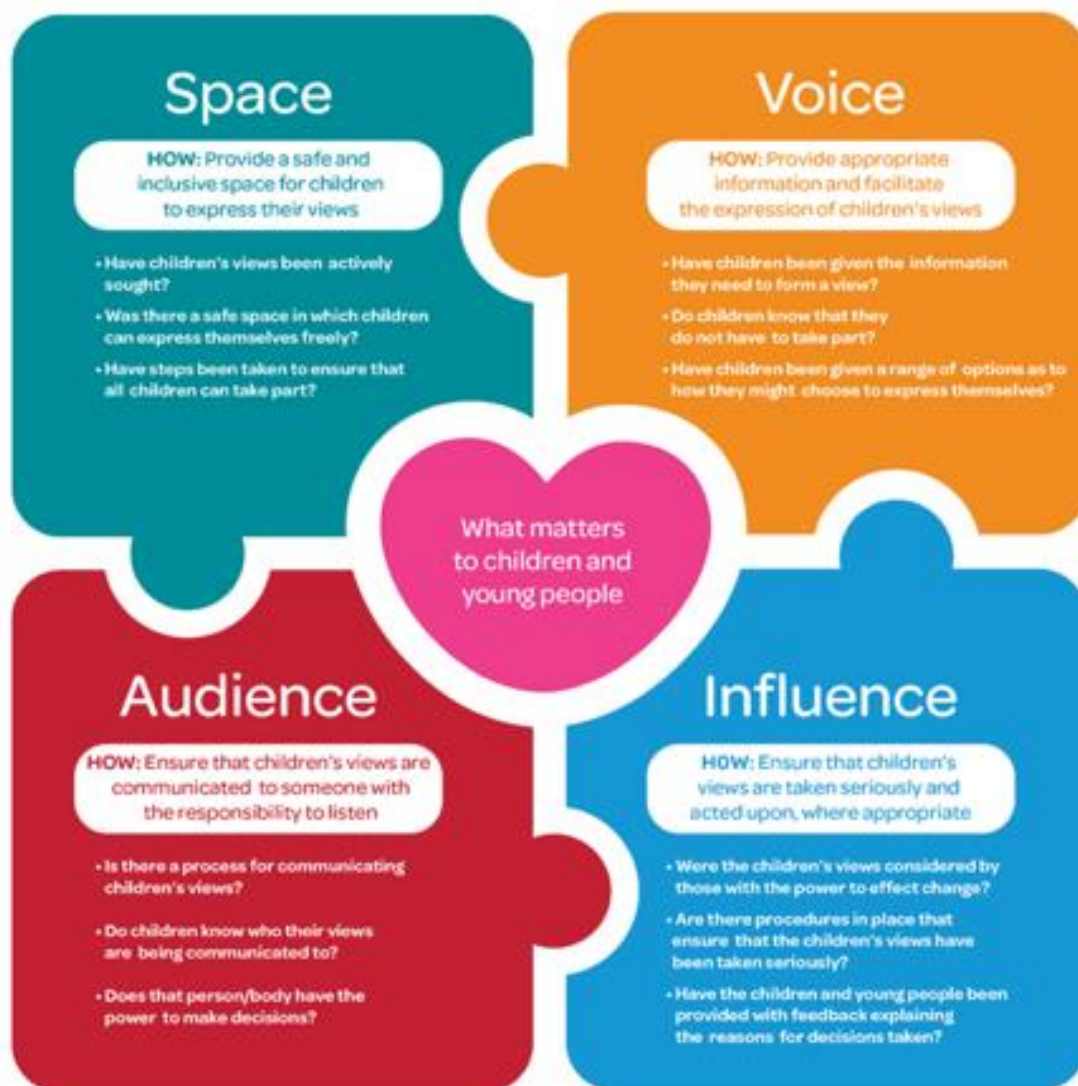 Space
HOW: Provide a safe and
inclusive space for children
to express their views
• Have children's views been actively
sought?
• Was there a safe space in which children
can express themselves freely?
• Have steps been taken to ensure that
all children can take part?
Voice
HOW: Provide appropriate
information and facilitate
the expression of children's views
• Have children been given the information
they need to form a view?
• Do children know that they
do not have to take part?
• Have children been given a range of options as to
how they might choose to express themselves?
What matters
to children and
young people
Audience
HOW: Ensure that children's views are
communicated to someone with
the responsibility to listen
• Is there a process for communicating
children's views?
• Do children know who their views
are being communicated to?
• Does that person/body have the
power to make decisions?
Influence
HOW: Ensure that children's
views are taken seriously and
acted upon, where appropriate
• Were the children's views considered by
those with the power to effect change?
• Are there procedures in place that
ensure that the children's views have
been taken seriously?
• Have the children and young people been
provided with feedback explaining
the reasons for decisions taken?